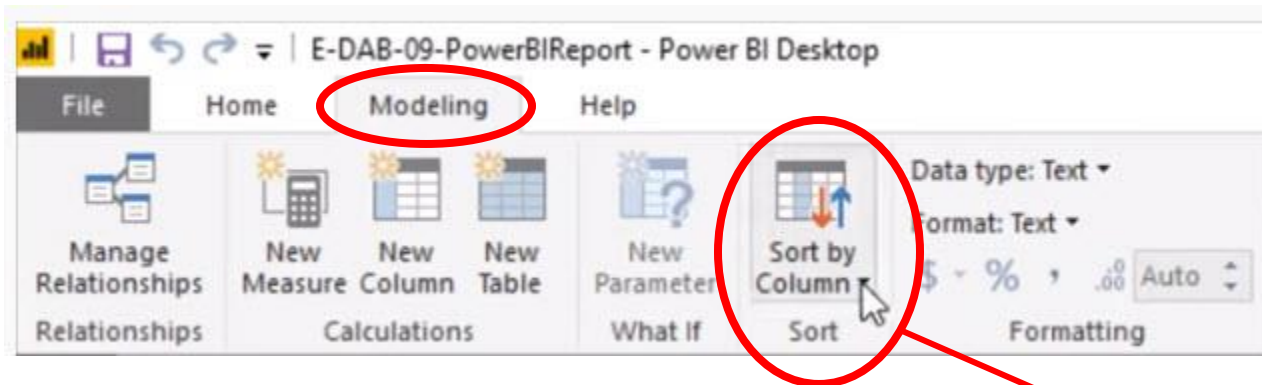 E-DAB-09-PowerBIReport - Power BI Desktop
File Home Modeling Help
Data type: Text
Format: Text
Manage Relationships
New Measure
New Column
New Table
New Parameter
Sort by Column
$ % , .00 Auto
Relationships Calculations What If Sort Formatting